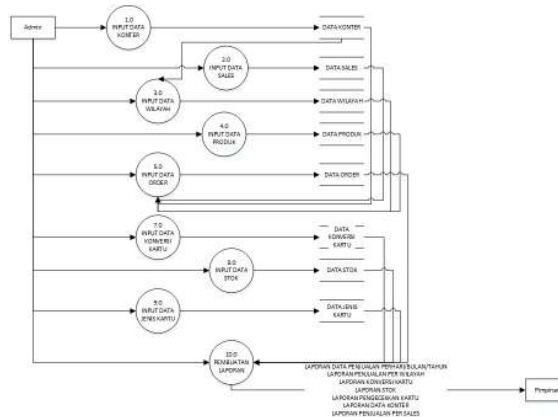 Admin
1.0
INPUT DATA
KONTER
DATA KONTER
2.0
INPUT DATA
SALES
DATA SALES
3.0
INPUT DATA
WILAYAH
DATA WILAYAH
4.0
INPUT DATA
PRODUK
DATA PRODUK
5.0
INPUT DATA
ORDER
DATA ORDER
7.0
INPUT DATA
KONVERSI
KARTU
DATA
KONVERSI
KARTU
8.0
INPUT DATA
STOK
DATA STOK
9.0
INPUT DATA
JENIS KARTU
DATA JENIS
KARTU
10.0
PEMBUATAN
LAPORAN
LAPORAN DATA PENJUALAN PERHARI/BULAN/TAHUN
LAPORAN PENJUALAN PER WILAYAH
LAPORAN KONVERSI KARTU
LAPORAN STOK
LAPORAN PENGECEKAN KARTU
LAPORAN DATA KONTER
LAPORAN PENJUALAN PER SALES
Pimpinan